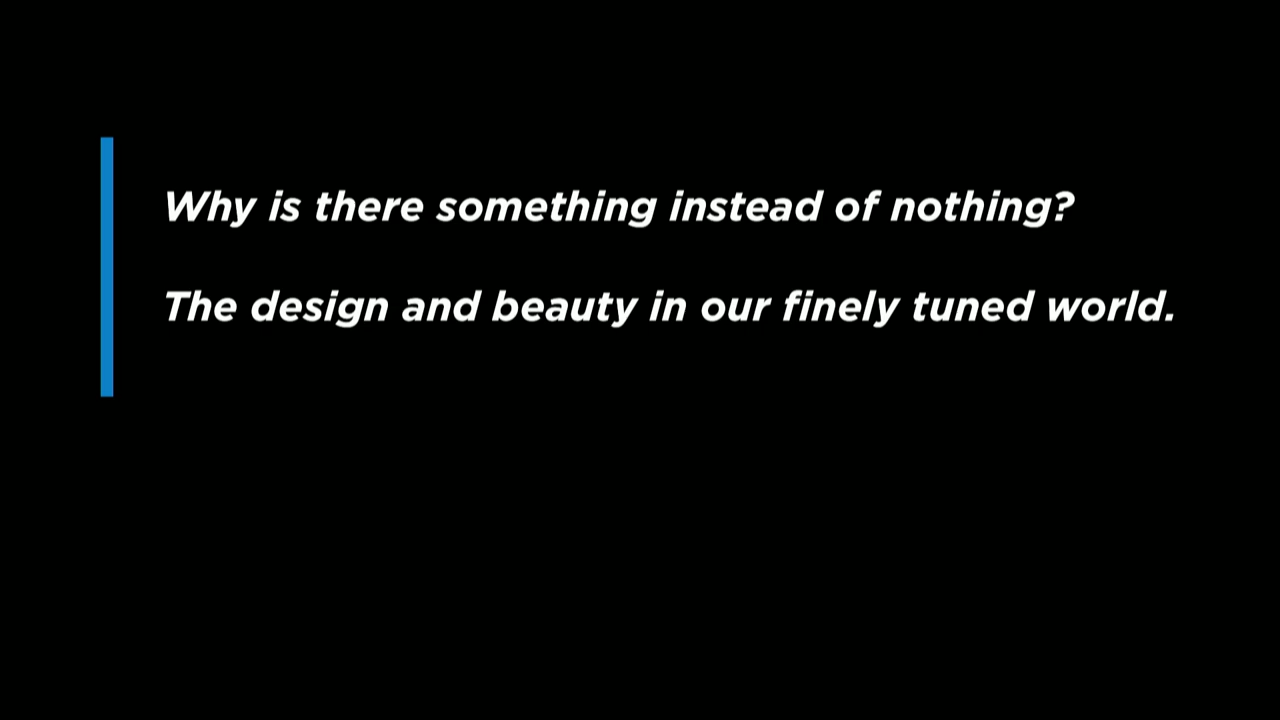 Why is there something instead of nothing?
The design and beauty in our finely tuned world.